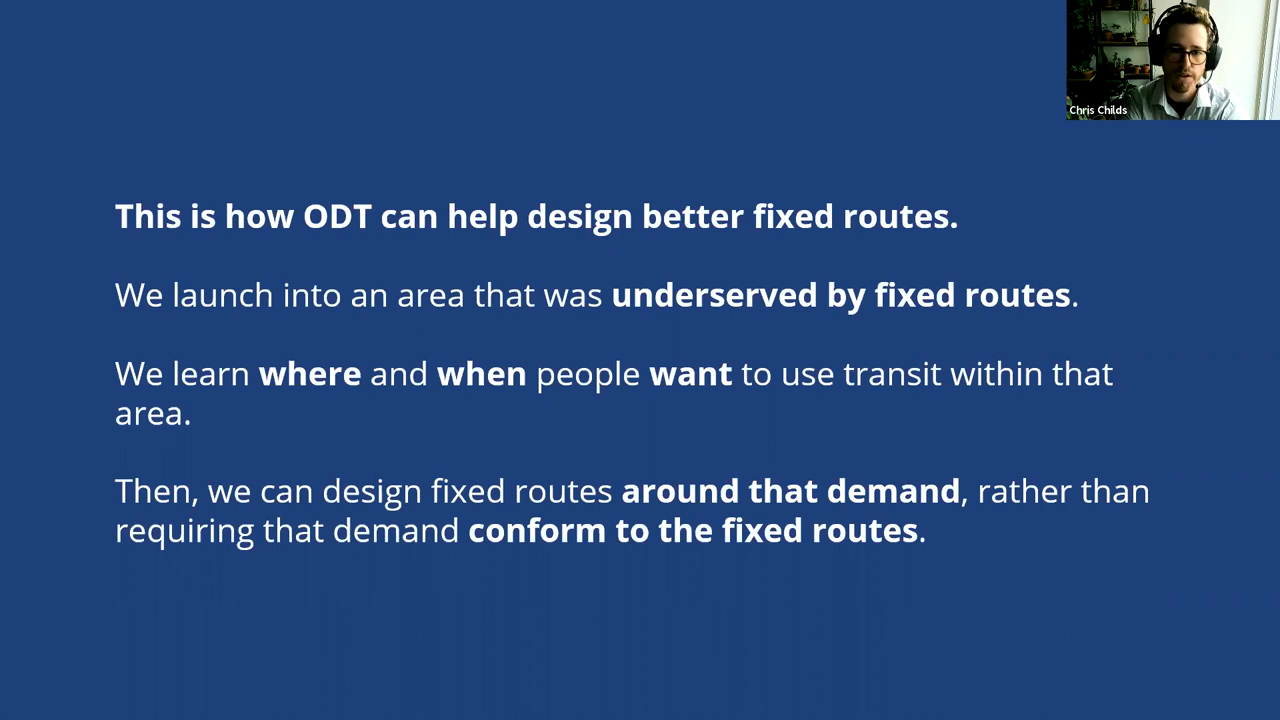 Chris Childs
This is how ODT can help design better fixed routes.
We launch into an area that was underserved by fixed routes.
We learn where and when people want to use transit within that
area.
Then, we can design fixed routes around that demand, rather than
requiring that demand conform to the fixed routes.